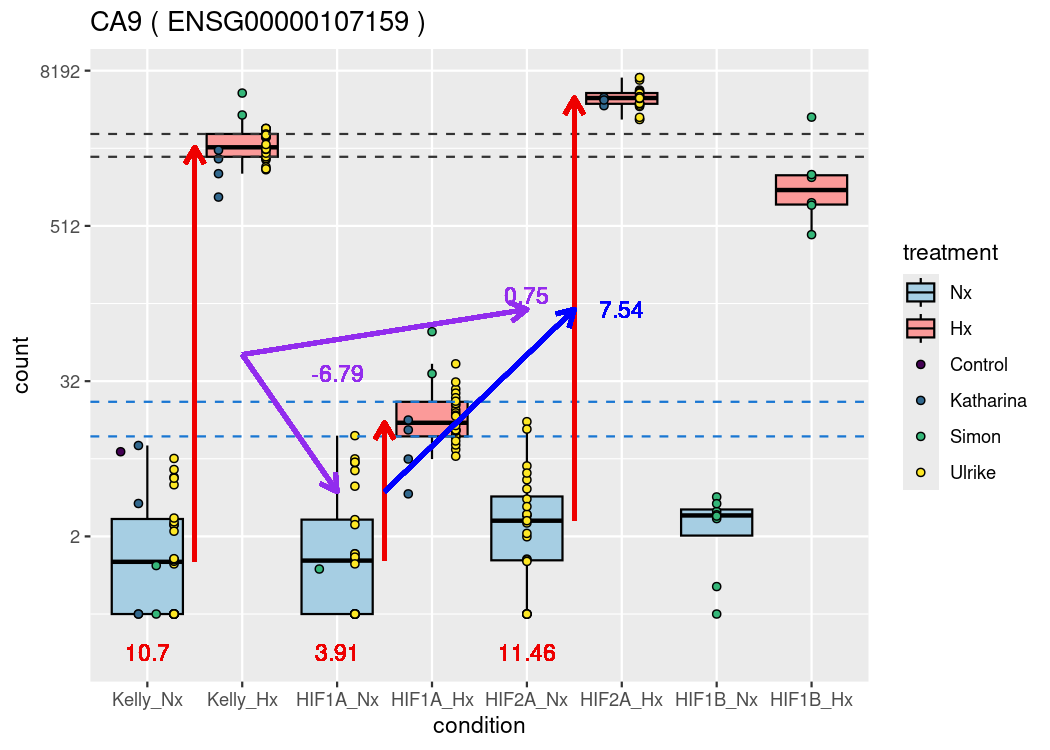 CA9 ( ENSG00000107159 )
count
8192
512
32
2
0.75
-6.79
7.54
10.7
3.91
11.46
Kelly_Nx
Kelly_Hx
HIF1A_Nx
HIF1A_Hx
HIF2A_Nx
HIF2A_Hx
HIF1B_Nx
HIF1B_Hx
condition
treatment
Nx
Hx
Control
Katharina
Simon
Ulrike